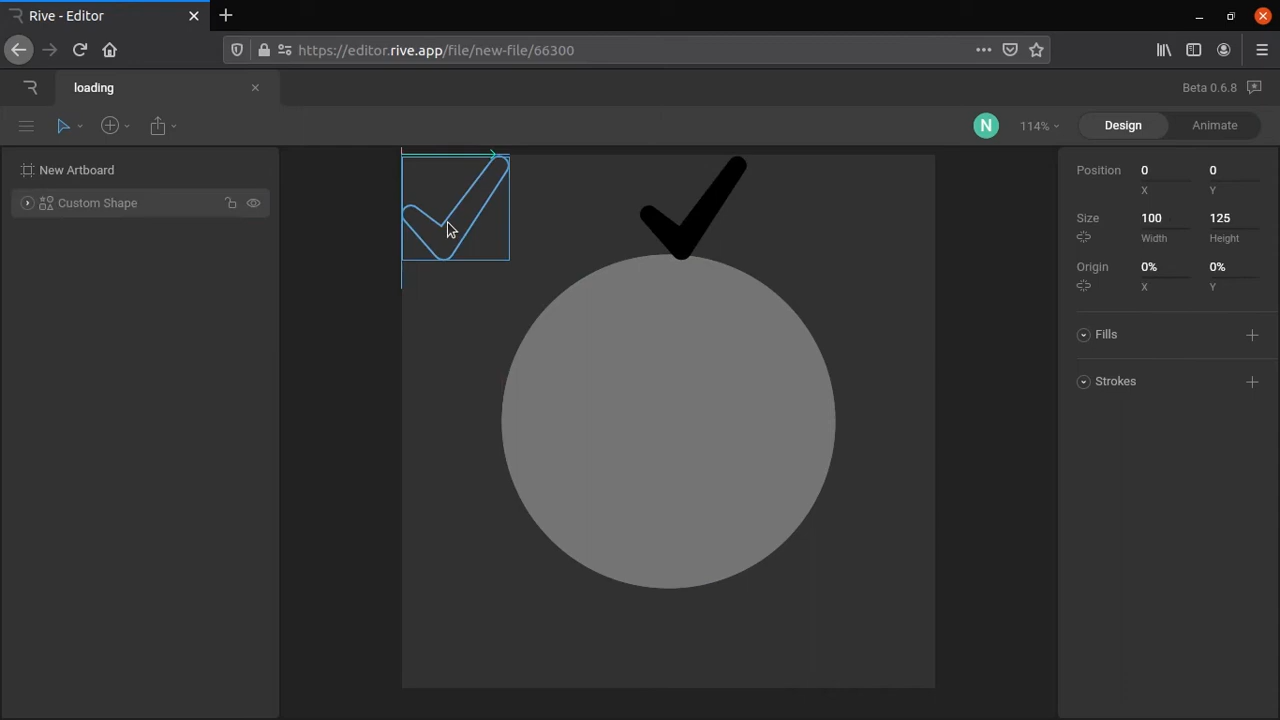 Rive - Editor
https://editor.rive.app/file/new-file/66300
loading
Beta 0.6.8
N
114%
Design
Animate
New Artboard
Custom Shape
Position
0
0
X
Y
Size
100
125
Width
Height
Origin
0%
0%
X
Y
Fills
Strokes